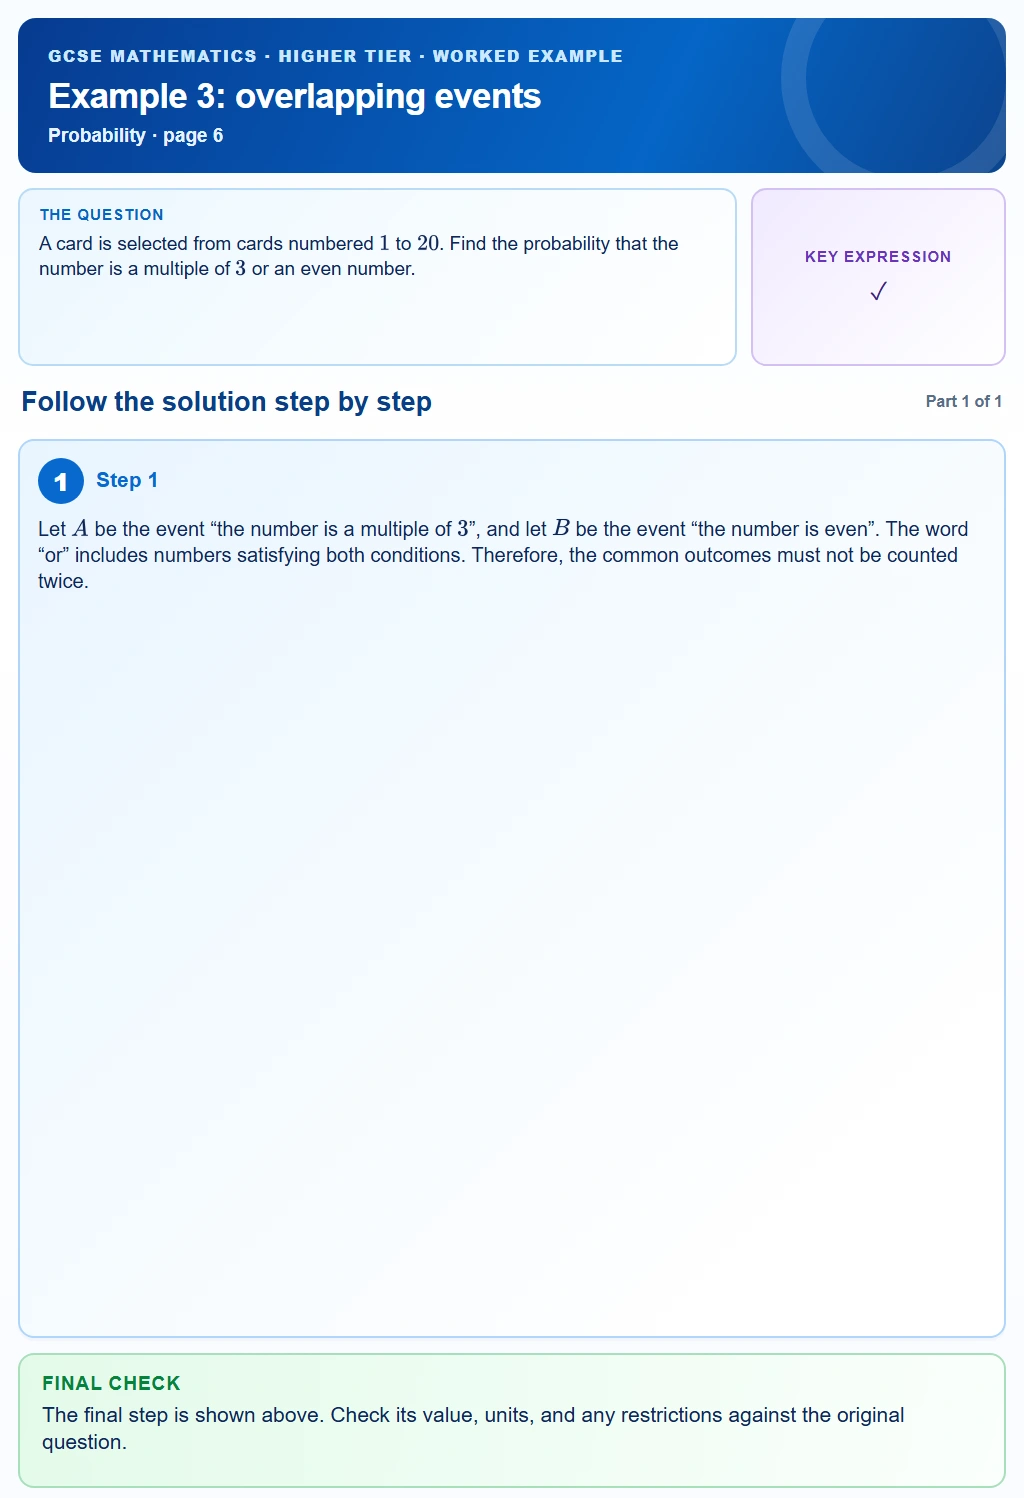 GCSE MATHEMATICS · HIGHER TIER · WORKED EXAMPLE
Example 3: overlapping events
Probability · page 6
THE QUESTION
A card is selected from cards numbered 1 to 20. Find the probability that the
number is a multiple of 3 or an even number.
KEY EXPRESSION
✓
Follow the solution step by step
Part 1 of 1
1 Step 1
Let A be the event “the number is a multiple of 3”, and let B be the event “the number is even”. The word
“or” includes numbers satisfying both conditions. Therefore, the common outcomes must not be counted
twice.
FINAL CHECK
The final step is shown above. Check its value, units, and any restrictions against the original
question.